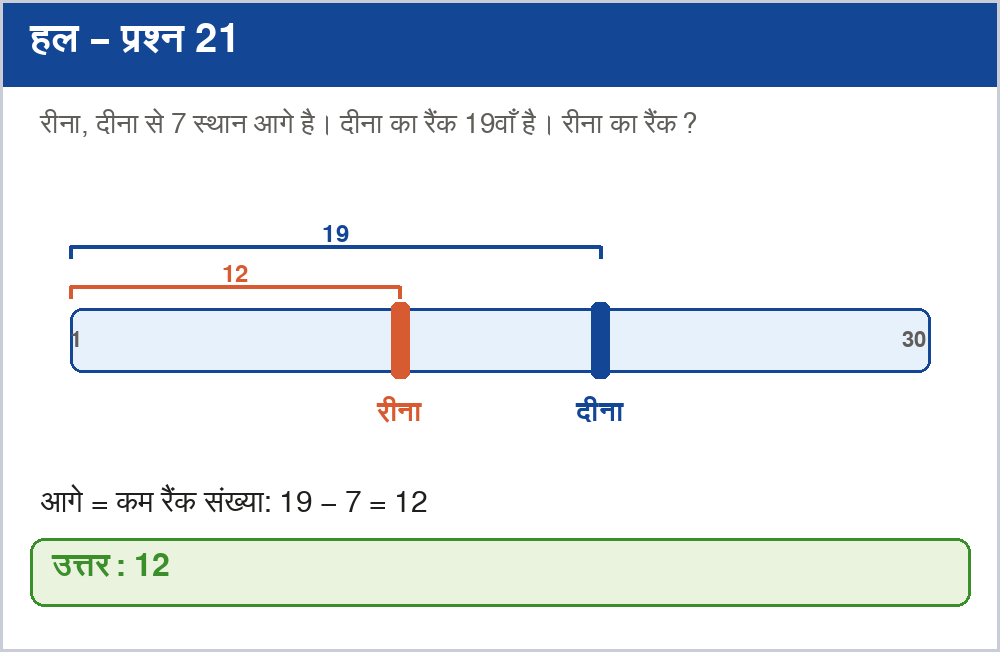 हल – प्रश्न 21
रीना, दीना से 7 स्थान आगे है। दीना का रैंक 19वाँ है। रीना का रैंक ?
19
12
1
30
रीना
दीना
आगे = कम रैंक संख्या: 19 – 7 = 12
उत्तर : 12